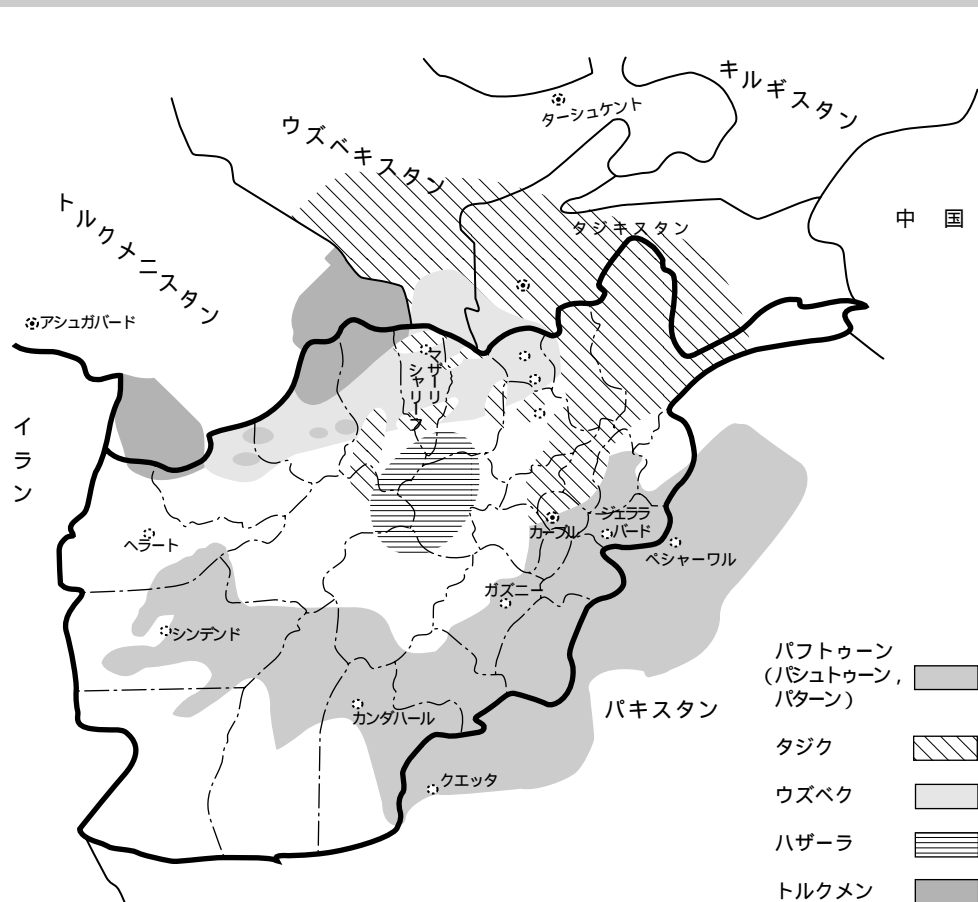 キルギスタン
ターシュケント
ウズベキスタン
トルクメニスタン
タジキスタン
中国
アシュガバード
マザーリ
シャリーフ
イラン
ヘラート
カーブル
ジェララ
バード
ペシャーワル
ガズニー
シンデンド
カンダハール
パキスタン
クエッタ
パフトゥーン
(パシュトゥーン,
パターン)
タジク
ウズベク
ハザーラ
トルクメン